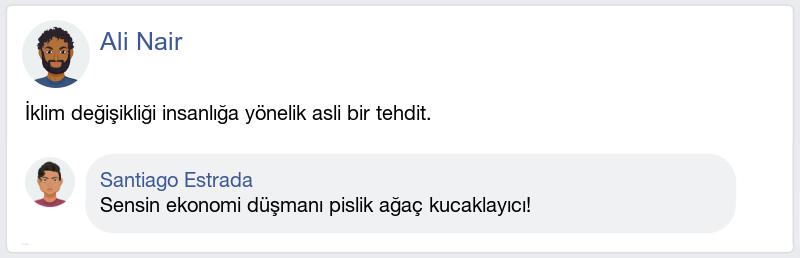 Ali Nair
İklim değişikliği insanlığa yönelik asli bir tehdit.
Santiago Estrada
Sensin ekonomi düşmanı pislik ağaç kucaklayıcı!